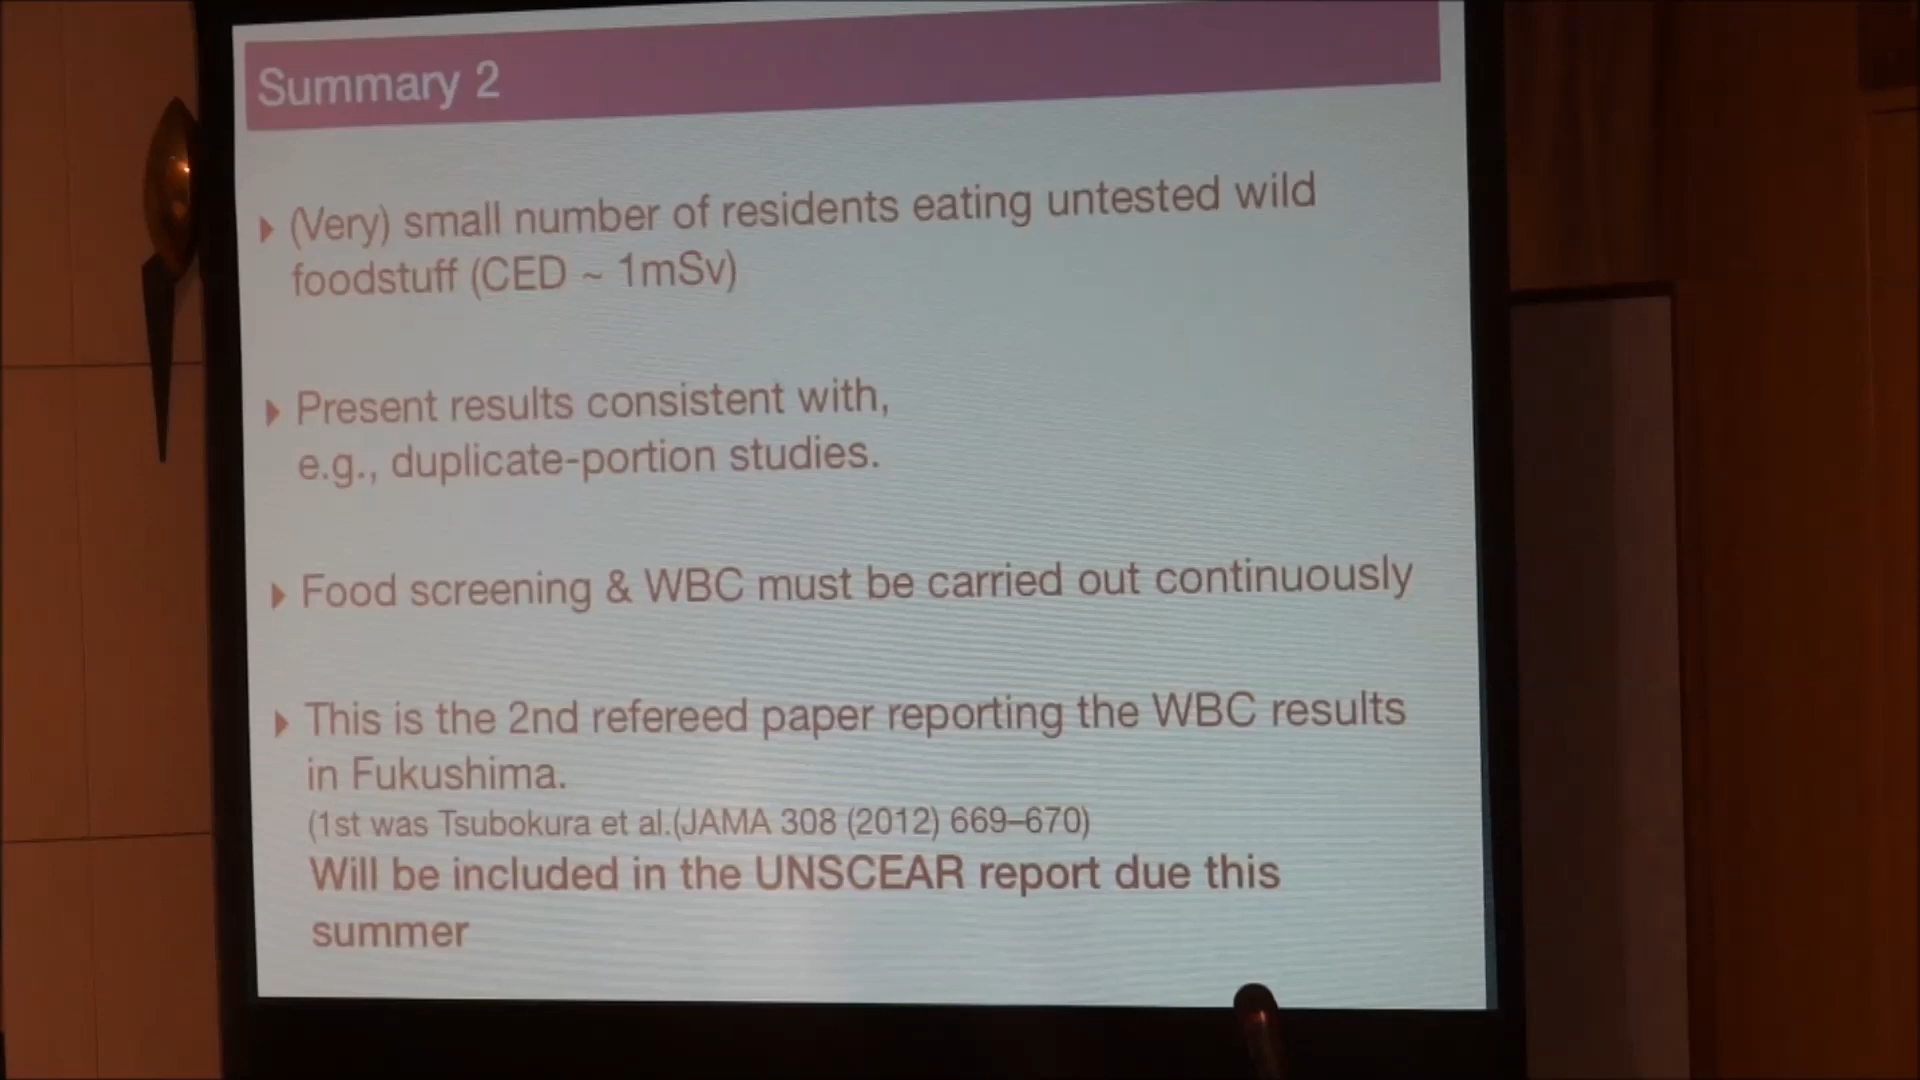 Summary 2
(Very) small number of residents eating untested wild
foodstuff (CED ~ 1mSv)
Present results consistent with,
e.g., duplicate-portion studies.
Food screening & WBC must be carried out continuously
This is the 2nd refereed paper reporting the WBC results
in Fukushima.
(1st was Tsubokura et al.(JAMA 308 (2012) 669–670)
Will be included in the UNSCEAR report due this
summer